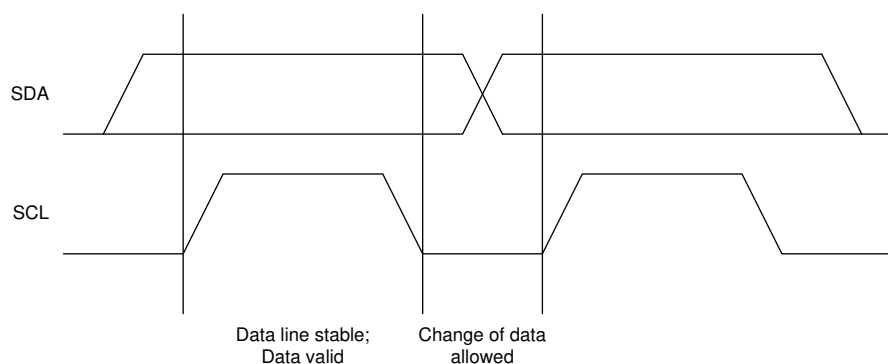 SDA
SCL
Data line stable;
Data valid
Change of data
allowed